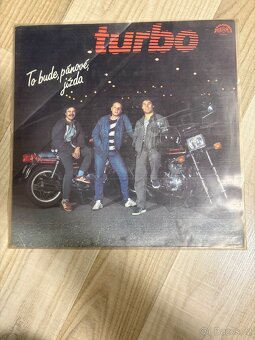 turbo
To bude, pánové,
jízda